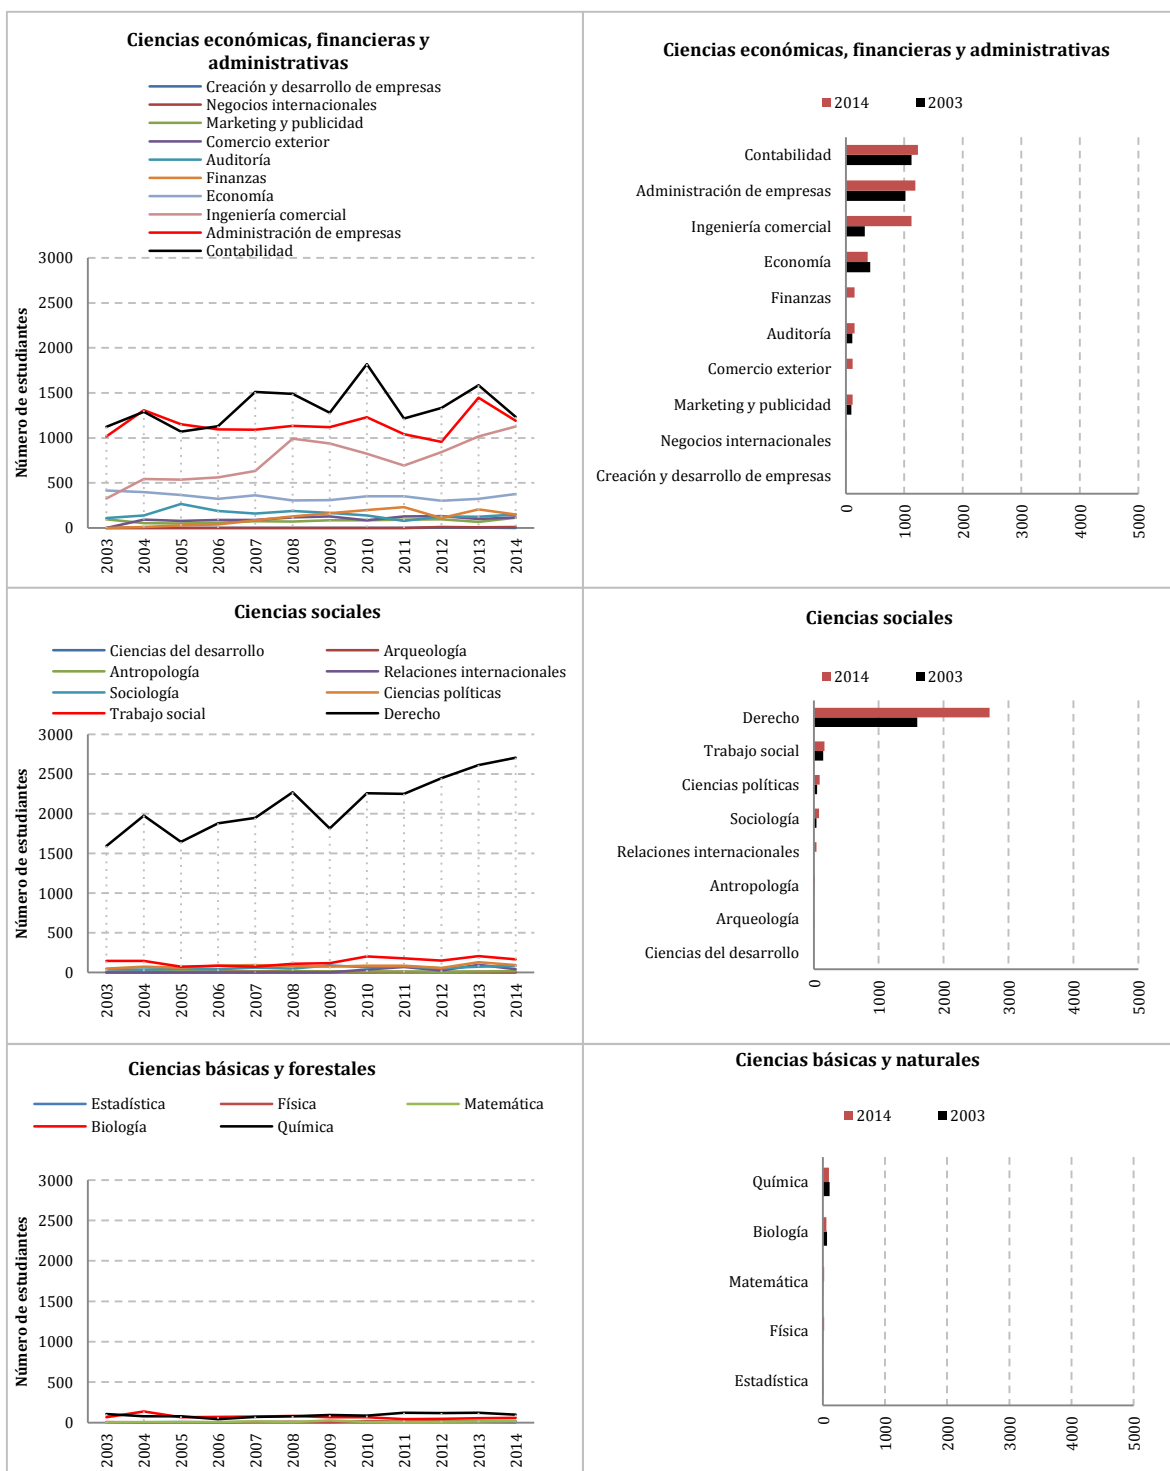 Ciencias económicas, financieras y
administrativas
Creación y desarrollo de empresas
Negocios internacionales
Marketing y publicidad
Comercio exterior
Auditoría
Finanzas
Economía
Ingeniería comercial
Administración de empresas
Contabilidad
Número de estudiantes
3000
2500
2000
1500
1000
500
0
2003 2004 2005 2006 2007 2008 2009 2010 2011 2012 2013 2014
Ciencias económicas, financieras y administrativas
2014 2003
Contabilidad
Administración de empresas
Ingeniería comercial
Economía
Finanzas
Auditoría
Comercio exterior
Marketing y publicidad
Negocios internacionales
Creación y desarrollo de empresas
0 1000 2000 3000 4000 5000
Ciencias sociales
Ciencias del desarrollo Arqueología
Antropología Relaciones internacionales
Sociología Ciencias políticas
Trabajo social Derecho
Número de estudiantes
3000
2500
2000
1500
1000
500
0
2003 2004 2005 2006 2007 2008 2009 2010 2011 2012 2013 2014
Ciencias sociales
2014 2003
Derecho
Trabajo social
Ciencias políticas
Sociología
Relaciones internacionales
Antropología
Arqueología
Ciencias del desarrollo
0 1000 2000 3000 4000 5000
Ciencias básicas y forestales
Estadística Física Matemática
Biología Química
Número de estudiantes
3000
2500
2000
1500
1000
500
0
2003 2004 2005 2006 2007 2008 2009 2010 2011 2012 2013 2014
Ciencias básicas y naturales
2014 2003
Química
Biología
Matemática
Física
Estadística
0 1000 2000 3000 4000 5000